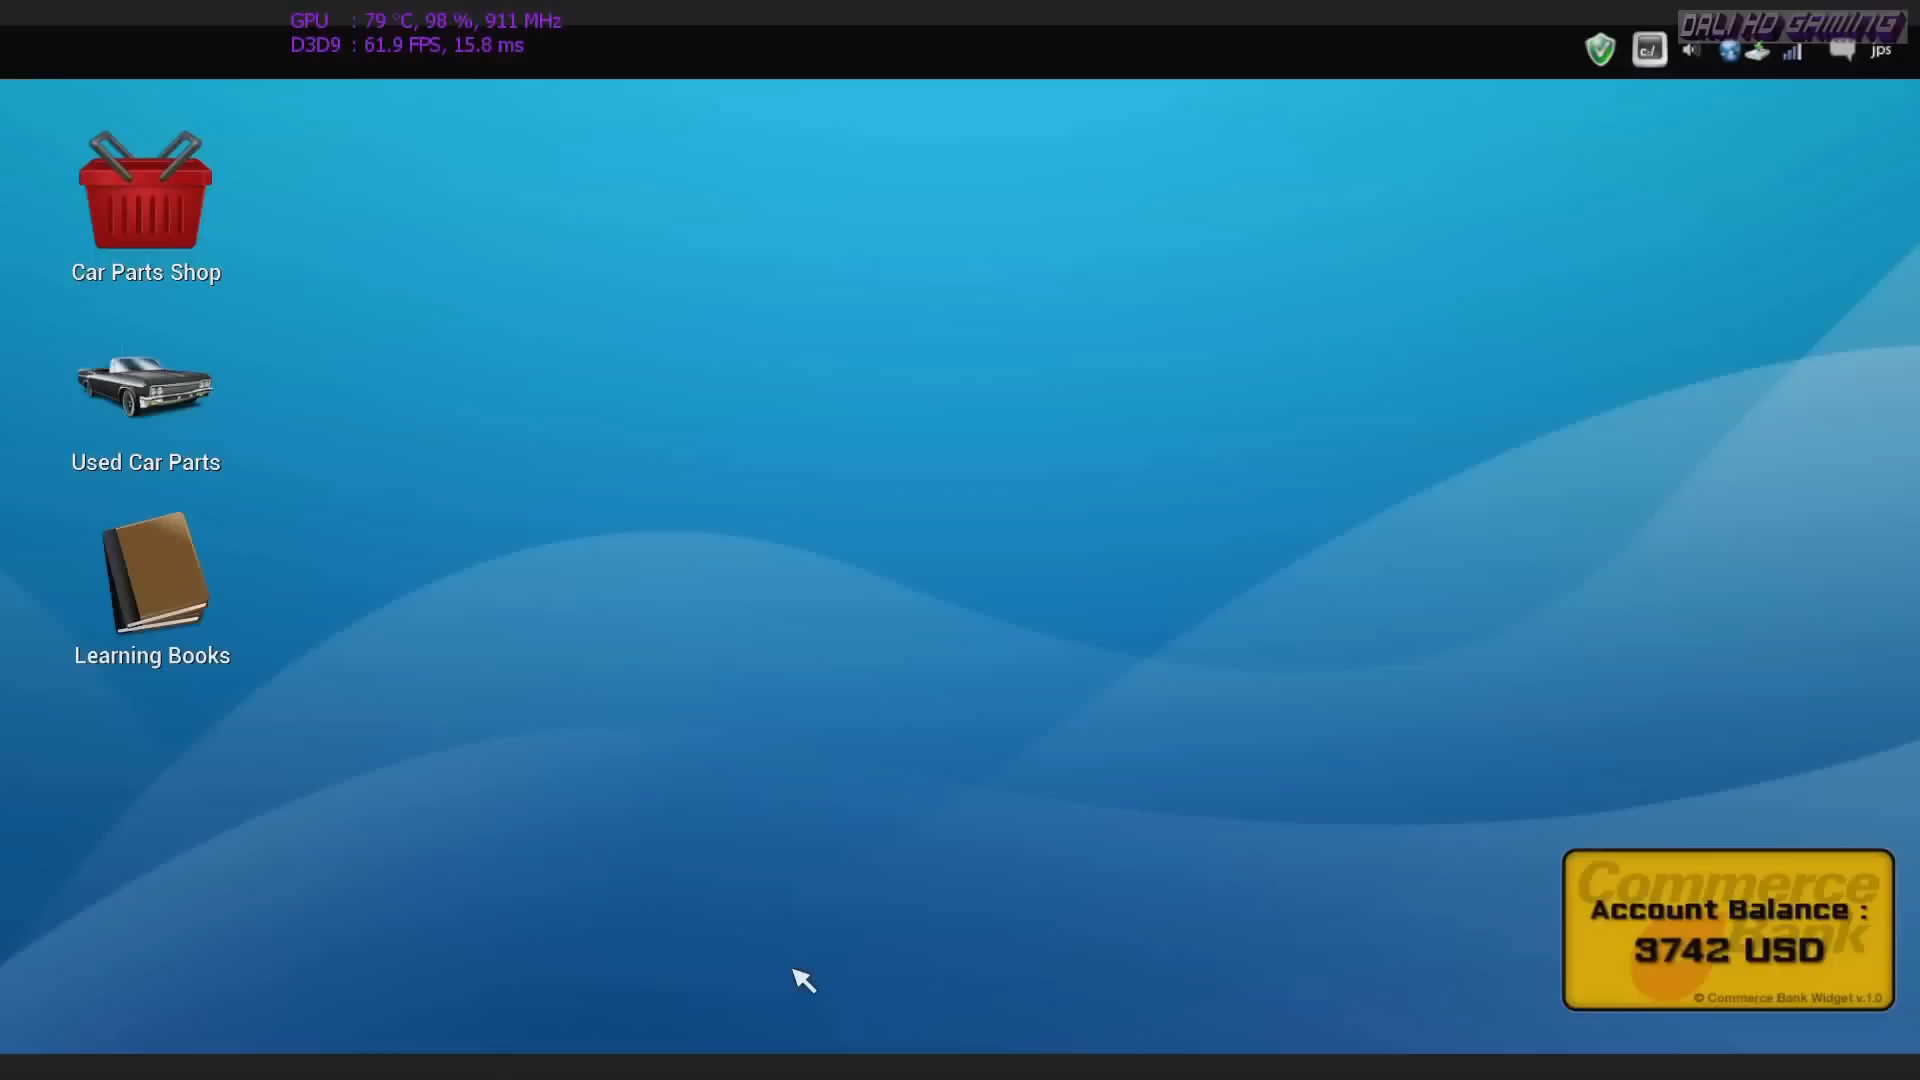 GPU : 79 °C, 98 %, 911 MHz
D3D9 : 61.9 FPS, 15.8 ms
DALI HD GAMING
c:/
jps
Car Parts Shop
Used Car Parts
Learning Books
Commerce Bank
Account Balance :
3742 USD
© Commerce Bank Widget v.1.0